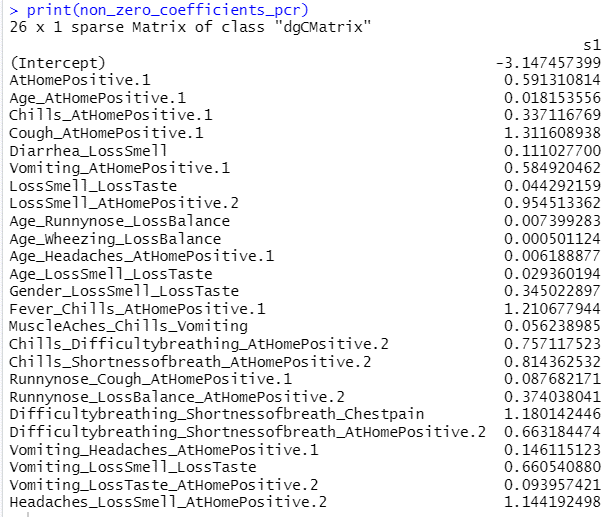 > print(non_zero_coefficients_pcr)
26 x 1 sparse Matrix of class "dgCMatrix"
s1
(Intercept) -3.147457399
AtHomePositive.1 0.591310814
Age_AtHomePositive.1 0.018153556
Chills_AtHomePositive.1 0.337116769
Cough_AtHomePositive.1 1.311608938
Diarrhea_LossSmell 0.111027700
Vomiting_AtHomePositive.1 0.584920462
LossSmell_LossTaste 0.044292159
LossSmell_AtHomePositive.2 0.954513362
Age_Runnynose_LossBalance 0.007399283
Age_Wheezing_LossBalance 0.000501124
Age_Headaches_AtHomePositive.1 0.006188877
Age_LossSmell_LossTaste 0.029360194
Gender_LossSmell_LossTaste 0.345022897
Fever_Chills_AtHomePositive.1 1.210677944
MuscleAches_Chills_Vomiting 0.056238985
Chills_Difficultybreathing_AtHomePositive.2 0.757117523
Chills_Shortnessofbreath_AtHomePositive.2 0.814362532
Runnynose_Cough_AtHomePositive.1 0.087682171
Runnynose_LossBalance_AtHomePositive.2 0.374038041
Difficultybreathing_Shortnessofbreath_Chestpain 1.180142446
Difficultybreathing_Shortnessofbreath_AtHomePositive.2 0.663184474
Vomiting_Headaches_AtHomePositive.1 0.146115123
Vomiting_LossSmell_LossTaste 0.660540880
Vomiting_LossTaste_AtHomePositive.2 0.093957421
Headaches_LossSmell_AtHomePositive.2 1.144192498